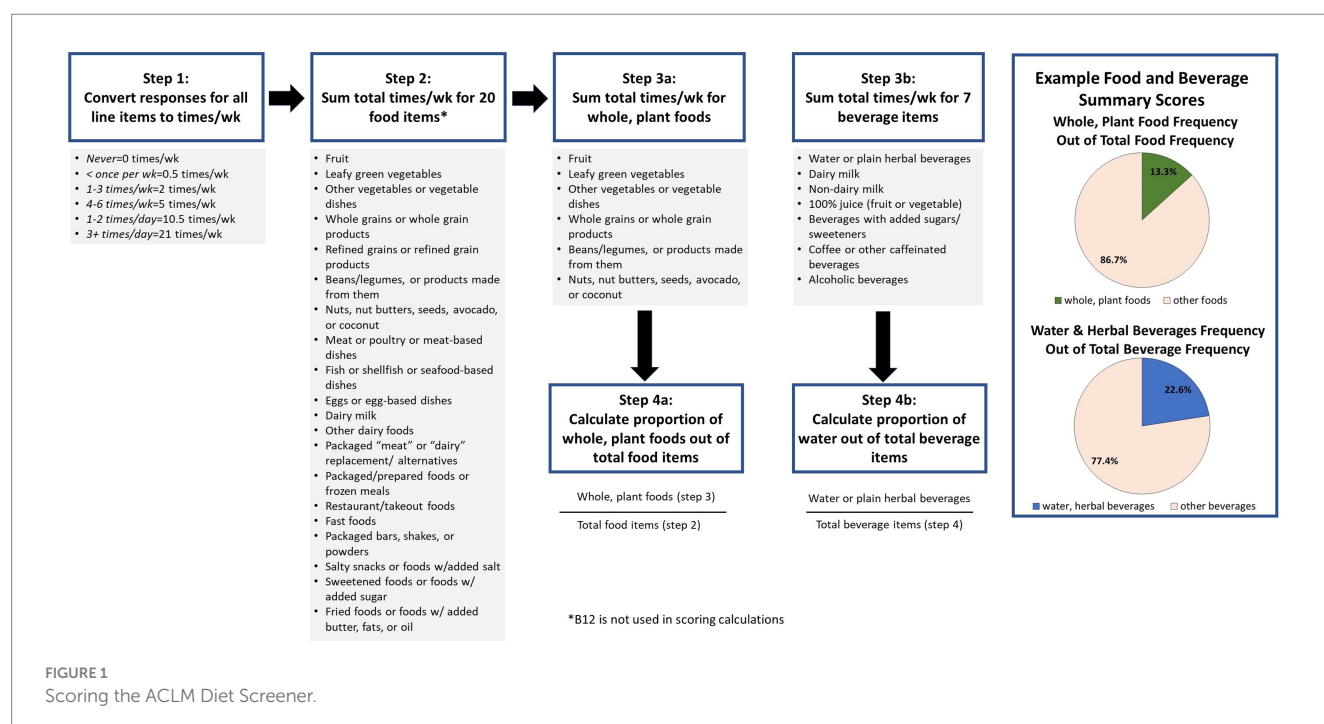 Step 1:
Convert responses for all
line items to times/wk
• Never=0 times/wk
• < once per wk=0.5 times/wk
• 1-3 times/wk=2 times/wk
• 4-6 times/wk=5 times/wk
• 1-2 times/day=10.5 times/wk
• 3+ times/day=21 times/wk
Step 2:
Sum total times/wk for 20
food items*
• Fruit
• Leafy green vegetables
• Other vegetables or vegetable
dishes
• Whole grains or whole grain
products
• Refined grains or refined grain
products
• Beans/legumes, or products made
from them
• Nuts, nut butters, seeds, avocado,
or coconut
• Meat or poultry or meat-based
dishes
• Fish or shellfish or seafood-based
dishes
• Eggs or egg-based dishes
• Dairy milk
• Other dairy foods
• Packaged “meat” or “dairy”
replacement/ alternatives
• Packaged/prepared foods or
frozen meals
• Restaurant/takeout foods
• Fast foods
• Packaged bars, shakes, or
powders
• Salty snacks or foods w/added salt
• Sweetened foods or foods w/
added sugar
• Fried foods or foods w/ added
butter, fats, or oil
Step 3a:
Sum total times/wk for
whole, plant foods
• Fruit
• Leafy green vegetables
• Other vegetables or vegetable
dishes
• Whole grains or whole grain
products
• Beans/legumes, or products made
from them
• Nuts, nut butters, seeds, avocado,
or coconut
Step 4a:
Calculate proportion of
whole, plant foods out of
total food items
Whole, plant foods (step 3)
Total food items (step 2)
Step 3b:
Sum total times/wk for 7
beverage items
• Water or plain herbal beverages
• Dairy milk
• Non-dairy milk
• 100% juice (fruit or vegetable)
• Beverages with added sugars/
sweeteners
• Coffee or other caffeinated
beverages
• Alcoholic beverages
Step 4b:
Calculate proportion of
water out of total beverage
items
Water or plain herbal beverages
Total beverage items (step 4)
*B12 is not used in scoring calculations
Example Food and Beverage
Summary Scores
Whole, Plant Food Frequency
Out of Total Food Frequency
13.3%
86.7%
whole, plant foods other foods
Water & Herbal Beverages Frequency
Out of Total Beverage Frequency
22.6%
77.4%
water, herbal beverages other beverages
FIGURE 1
Scoring the ACLM Diet Screener.